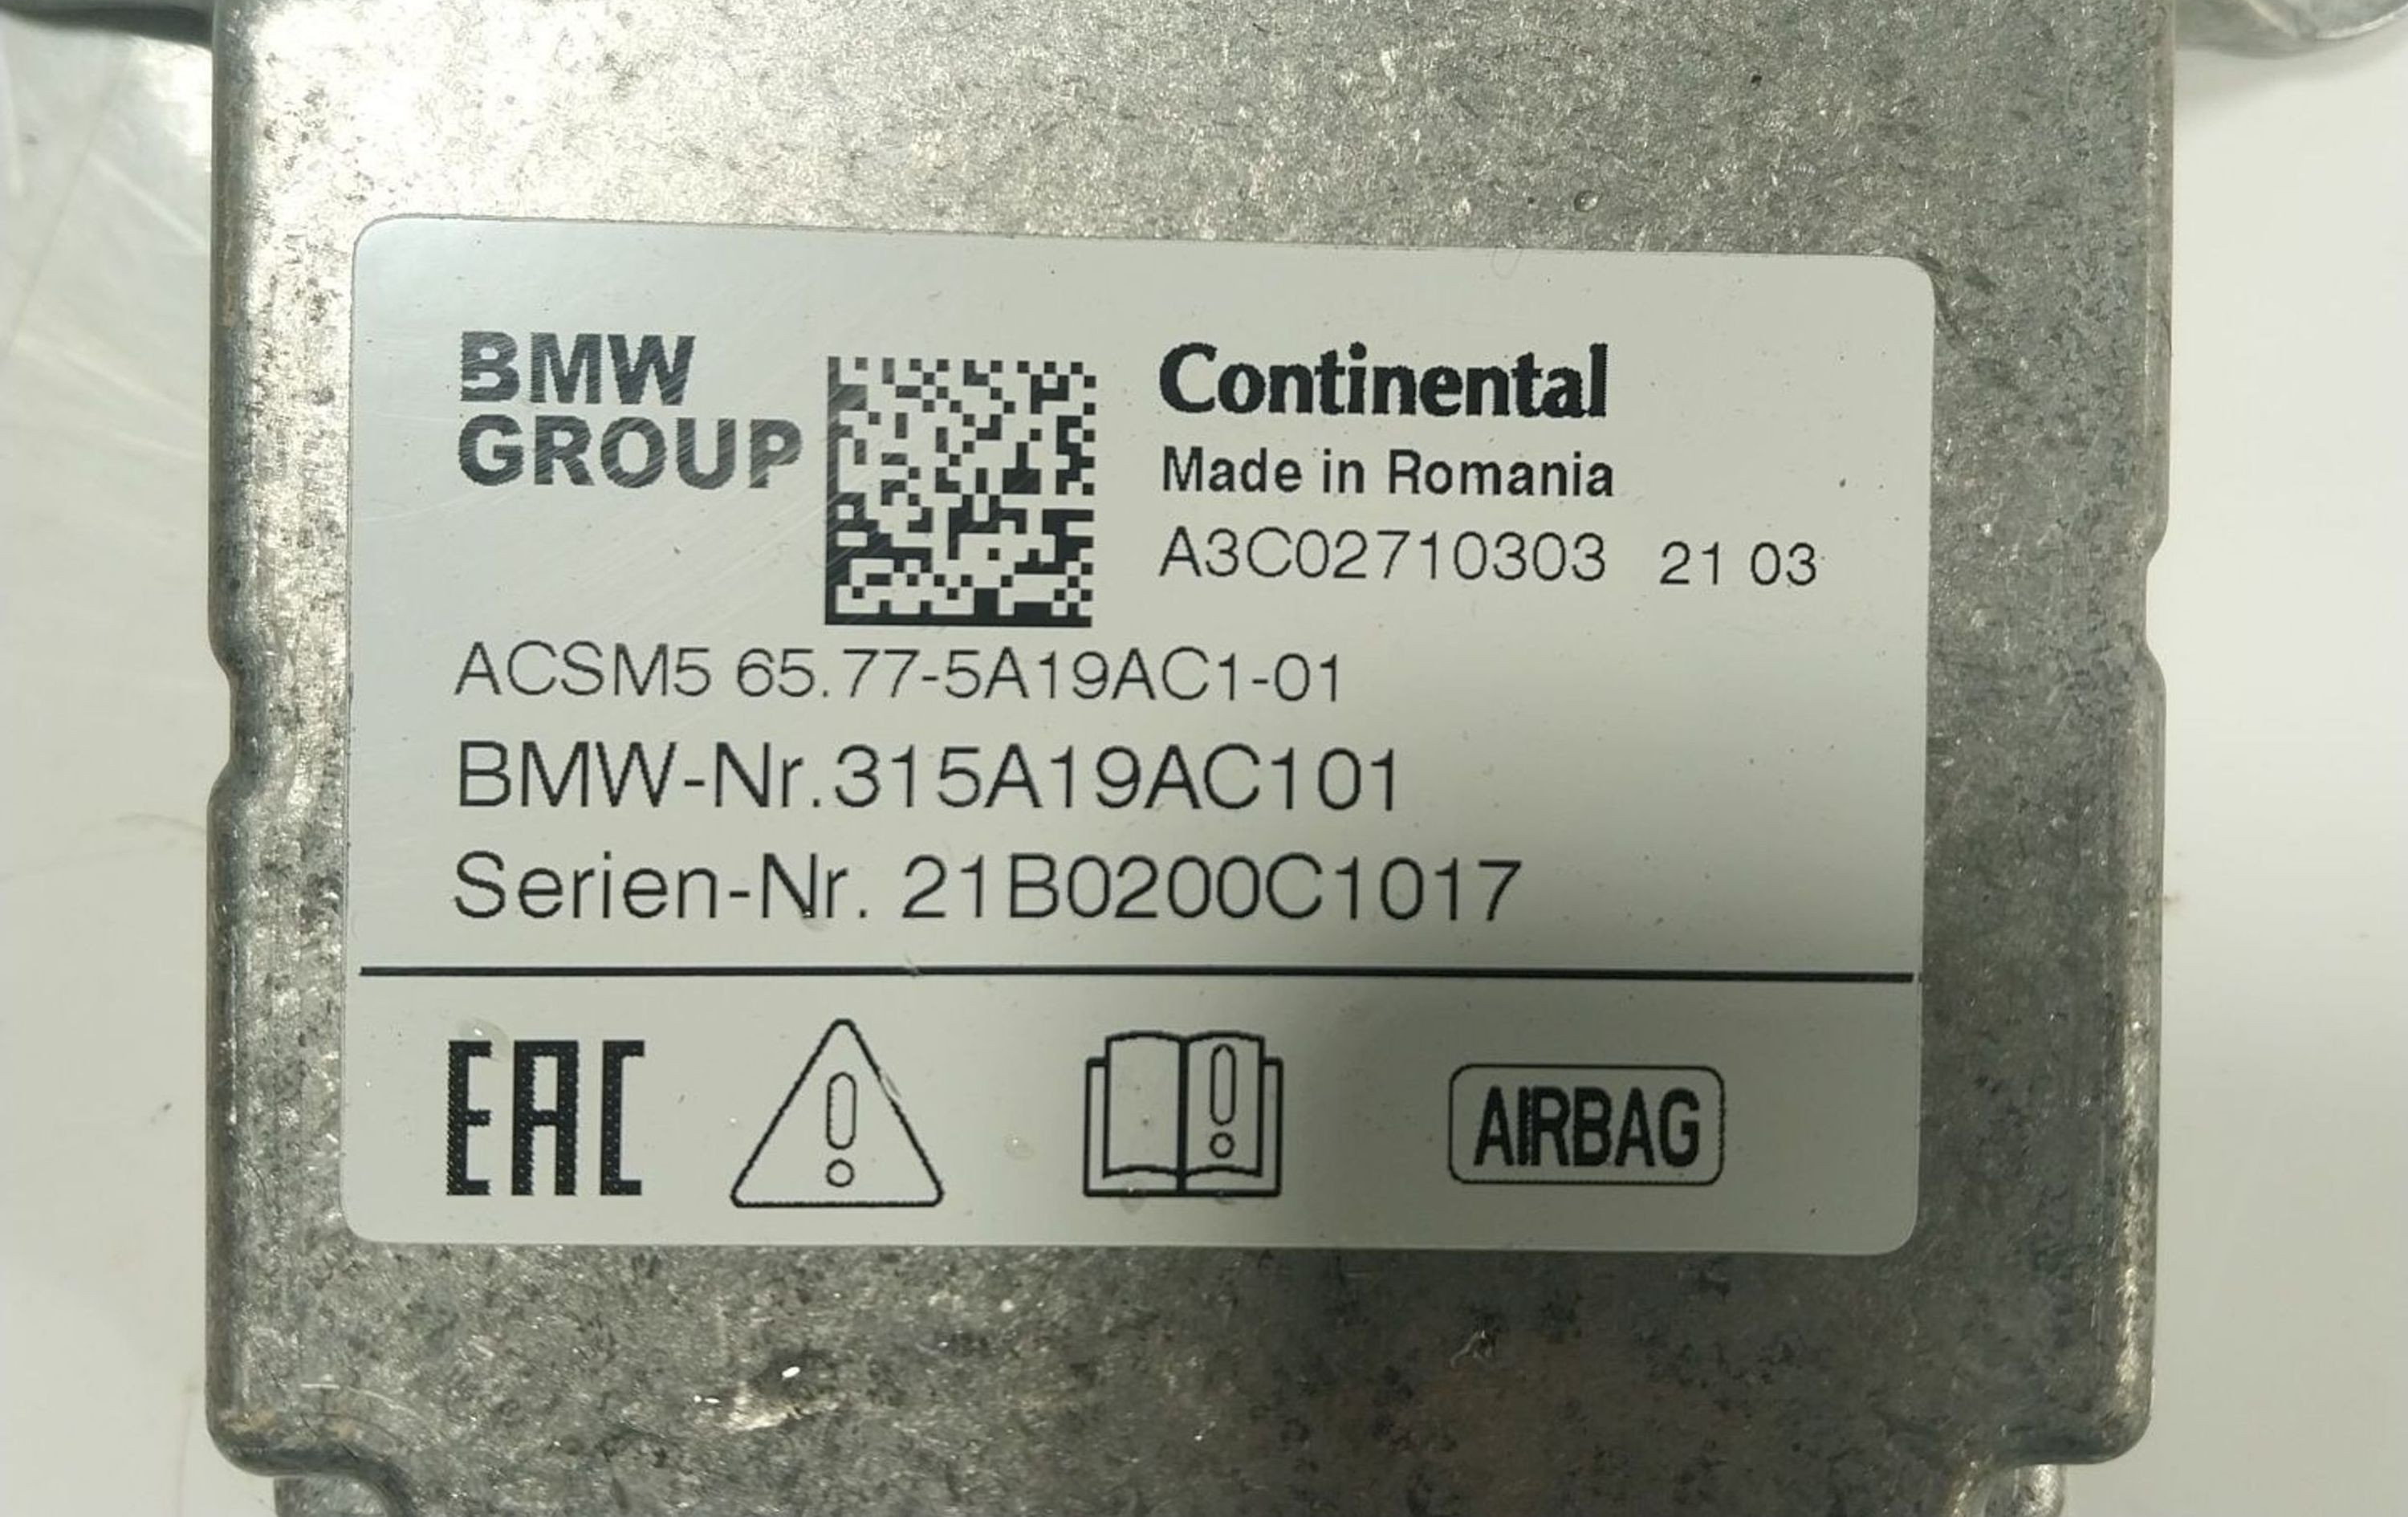 BMW
GROUP
Continental
Made in Romania
A3C02710303 21 03
ACSM5 65.77-5A19AC1-01
BMW-Nr.315A19AC101
Serien-Nr. 21B0200C1017
EAC
AIRBAG